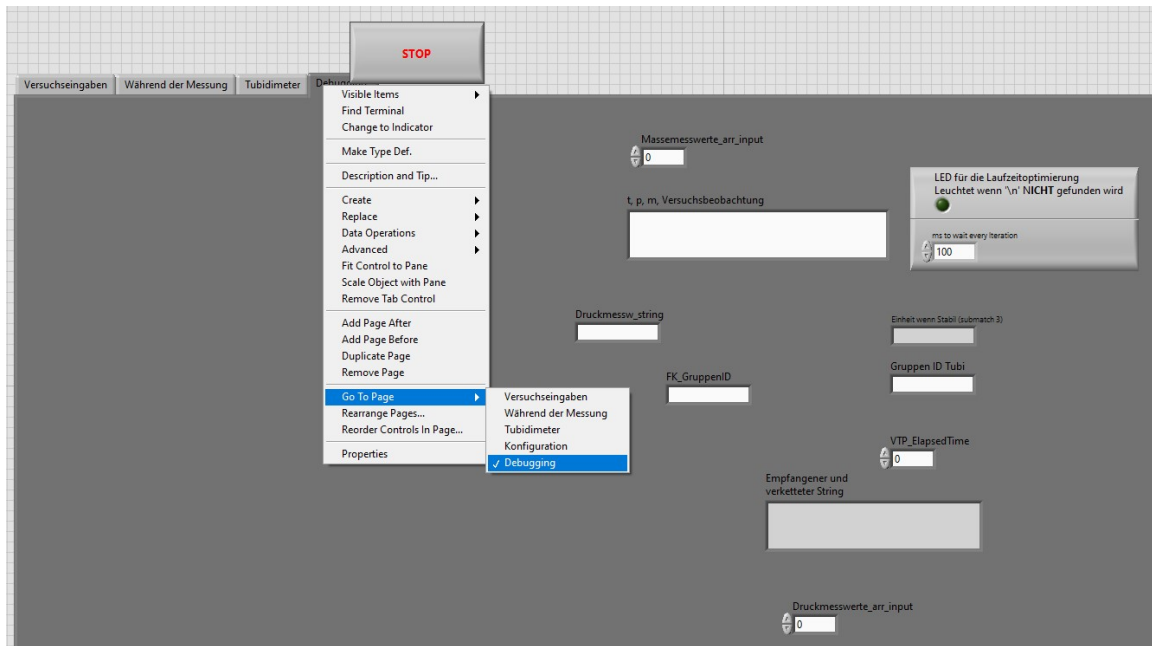 STOP
Versuchseingaben
Während der Messung
Tubidimeter
Visible Items
Find Terminal
Change to Indicator
Make Type Def.
Description and Tip...
Create
Replace
Data Operations
Advanced
Fit Control to Pane
Scale Object with Pane
Remove Tab Control
Add Page After
Add Page Before
Duplicate Page
Remove Page
Go To Page
Rearrange Pages...
Reorder Controls In Page...
Properties
Versuchseingaben
Während der Messung
Tubidimeter
Konfiguration
✓ Debugging
Massemesswerte_arr_input
0
t, p, m, Versuchsbeobachtung
LED für die Laufzeitoptimierung
Leuchtet wenn '\n' NICHT gefunden wird
ms to wait every Iteration
100
Druckmessw_string
Einheit wenn Stabil (submatch 3)
FK_GruppenID
Gruppen ID Tubi
VTP_ElapsedTime
0
Empfangener und
verketteter String
Druckmesswerte_arr_input
0